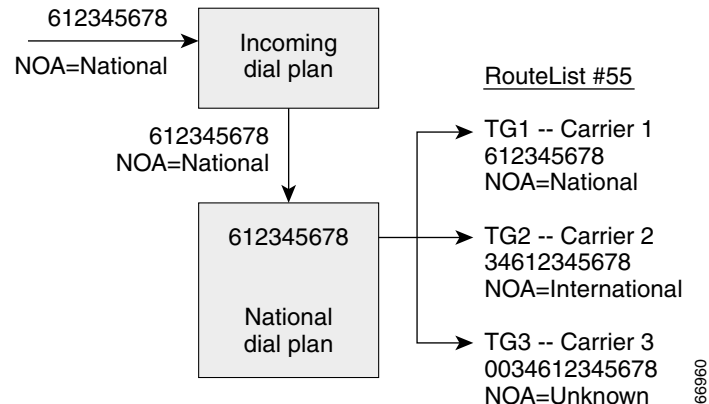 612345678
NOA=National
Incoming
dial plan
612345678
NOA=National
612345678
National
dial plan
RouteList #55
TG1 -- Carrier 1
612345678
NOA=National
TG2 -- Carrier 2
34612345678
NOA=International
TG3 -- Carrier 3
0034612345678
NOA=Unknown
66960